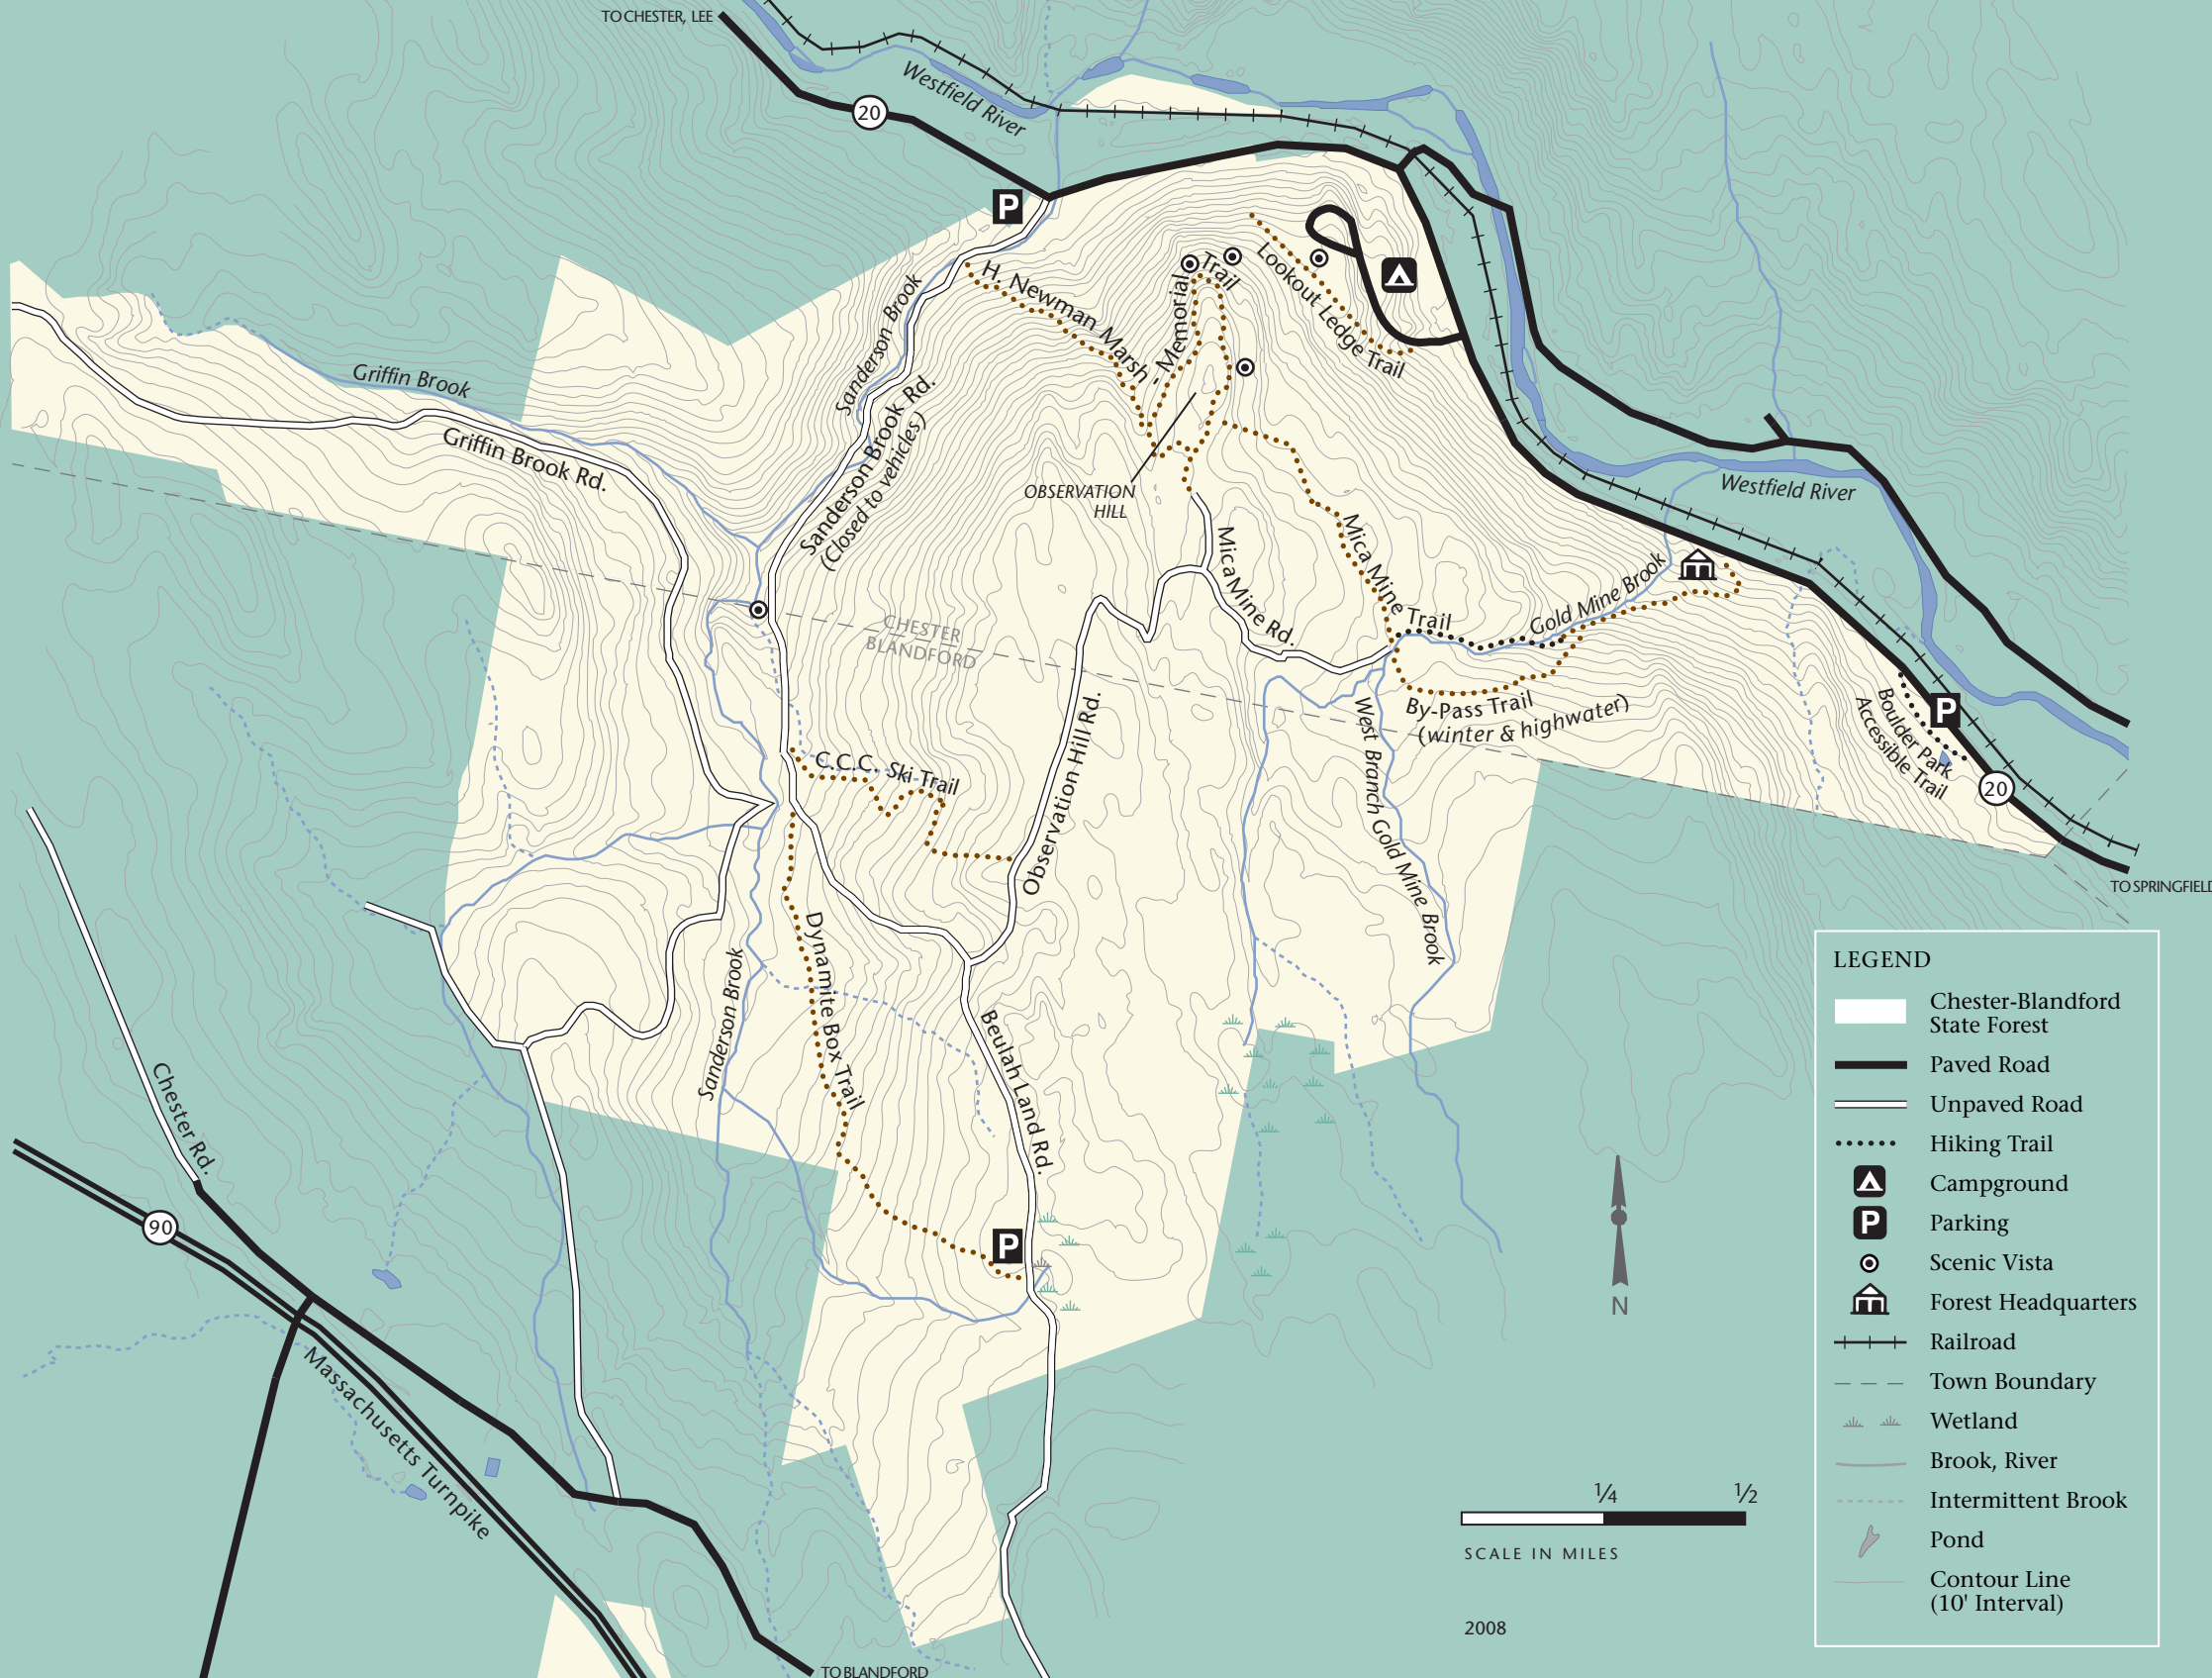 TO CHESTER, LEE
20
Westfield River
P
H. Newman Marsh - Memorial Trail
Lookout Ledge Trail
Sanderson Brook
Griffin Brook
Griffin Brook Rd.
Sanderson Brook Rd.
(Closed to vehicles)
OBSERVATION
HILL
Westfield River
Mica Mine Rd.
Mica Mine Trail
Gold Mine Brook
CHESTER
BLANDFORD
By-Pass Trail
(winter & highwater)
West Branch Gold Mine Brook
Boulder Park
Accessible Trail
P
20
TO SPRINGFIELD
C.C.C. Ski Trail
Observation Hill Rd.
Dynamite Box Trail
Sanderson Brook
Beulah Land Rd.
P
Chester Rd.
90
Massachusetts Turnpike
TO BLANDFORD
N
1/4
1/2
SCALE IN MILES
2008
LEGEND
Chester-Blandford
State Forest
Paved Road
Unpaved Road
Hiking Trail
Campground
P
Parking
Scenic Vista
Forest Headquarters
Railroad
Town Boundary
Wetland
Brook, River
Intermittent Brook
Pond
Contour Line
(10' Interval)